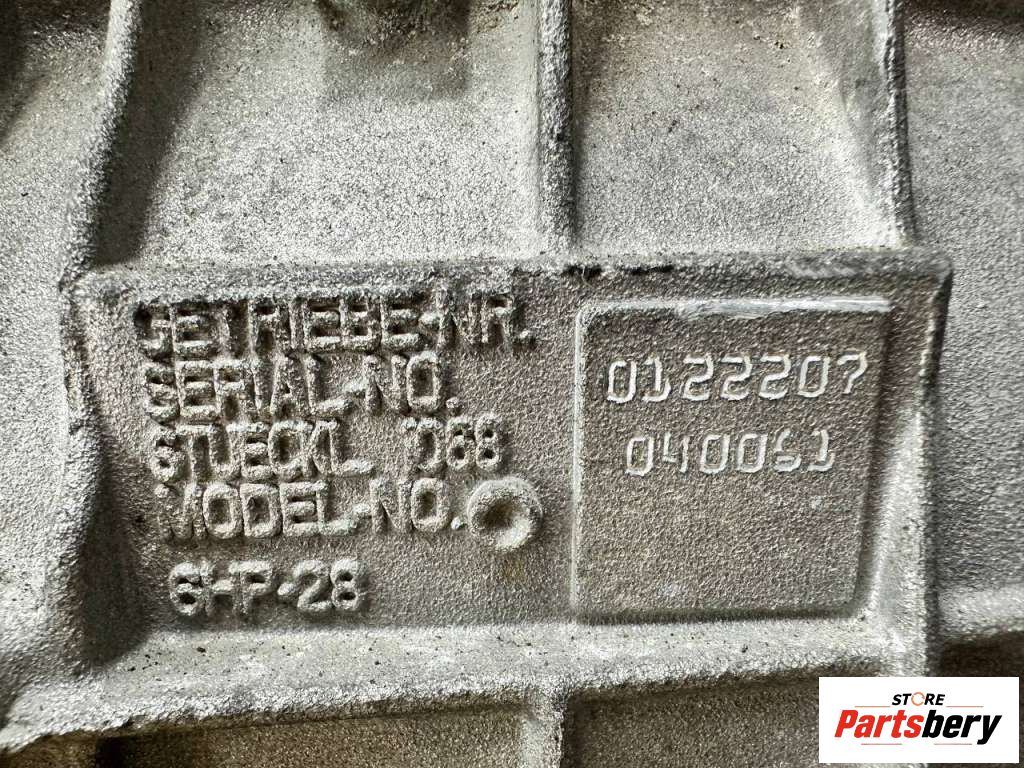 GETRIEBE-NR.
SERIAL-NO.
STUECKL. 1068
MODEL-NO.
6HP-28
0122207
040061
STORE
Partsbery